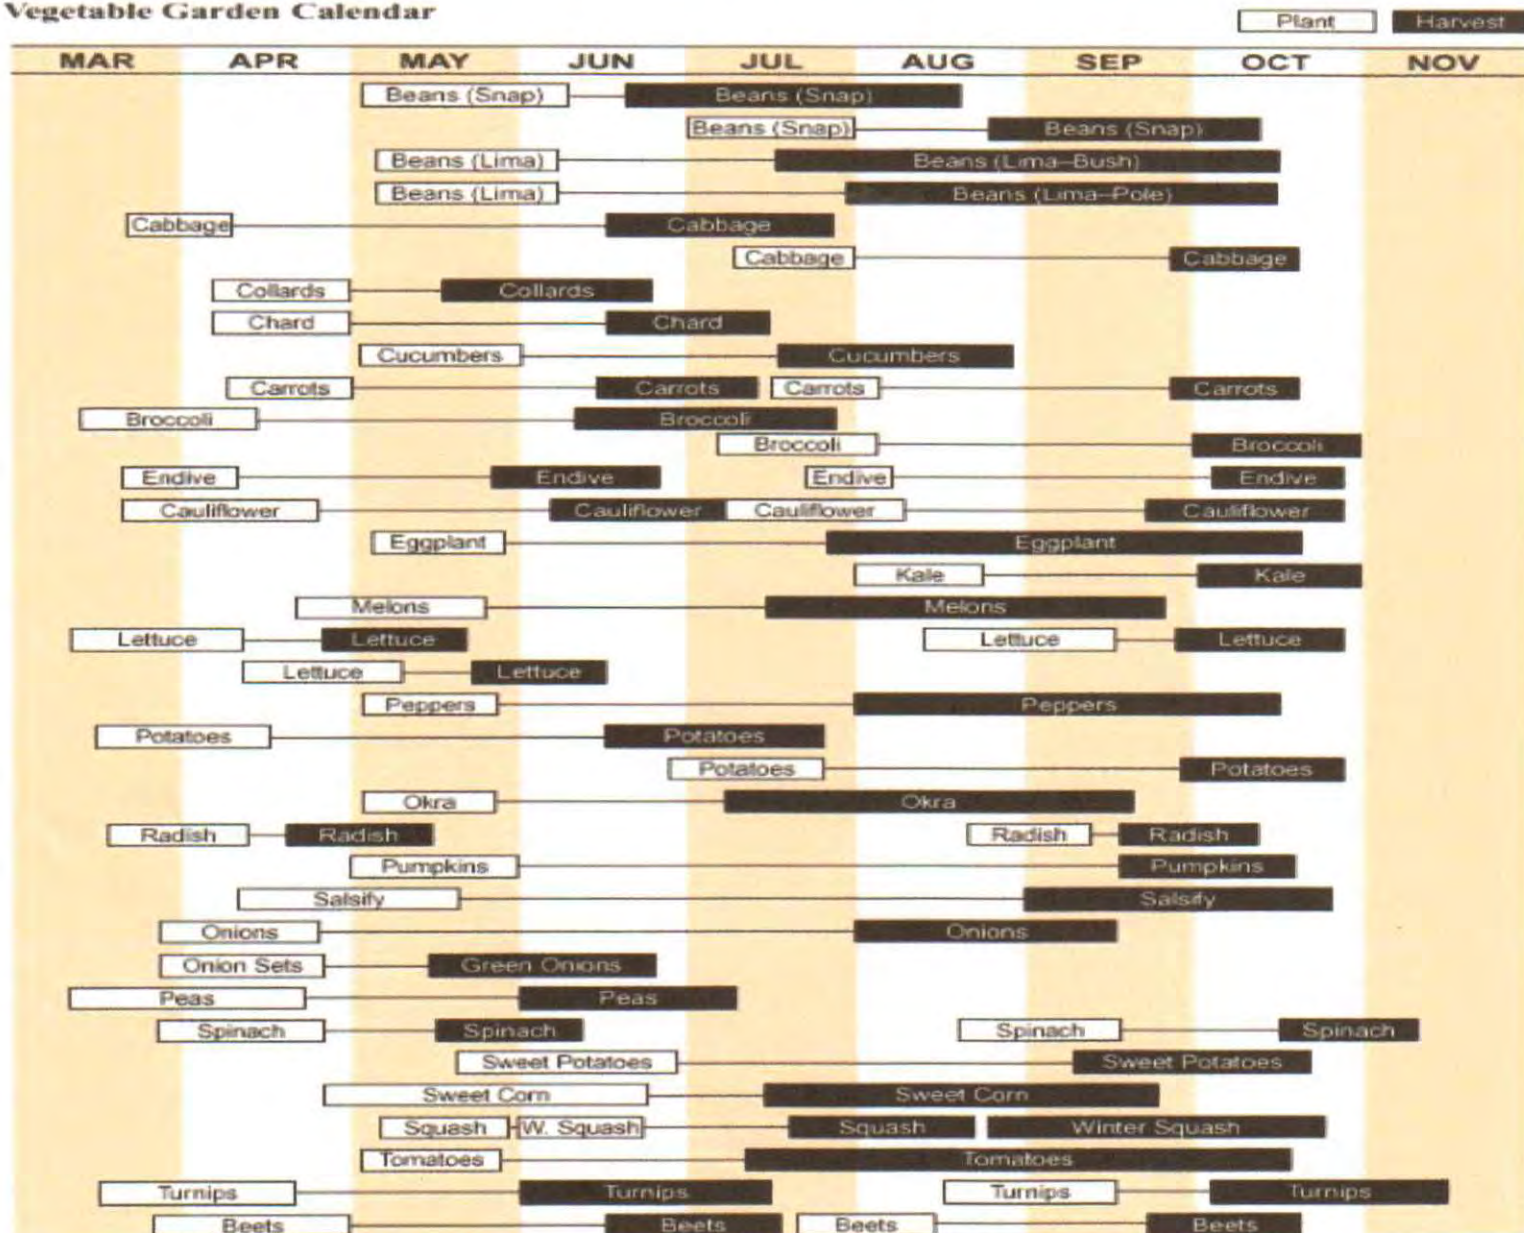 Vegetable Garden Calendar
Plant Harvest
MAR APR MAY JUN JUL AUG SEP OCT NOV
Beans (Snap) Beans (Snap)
Beans (Snap) Beans (Snap)
Beans (Lima) Beans (Lima–Bush)
Beans (Lima) Beans (Lima–Pole)
Cabbage Cabbage
Cabbage Cabbage
Collards Collards
Chard Chard
Cucumbers Cucumbers
Carrots Carrots Carrots Carrots
Broccoli Broccoli
Broccoli Broccoli
Endive Endive Endive Endive
Cauliflower Cauliflower Cauliflower Cauliflower
Eggplant Eggplant
Kale Kale
Melons Melons
Lettuce Lettuce Lettuce Lettuce
Lettuce Lettuce
Peppers Peppers
Potatoes Potatoes
Potatoes Potatoes
Okra Okra
Radish Radish Radish Radish
Pumpkins Pumpkins
Salsify Salsify
Onions Onions
Onion Sets Green Onions
Peas Peas
Spinach Spinach Spinach Spinach
Sweet Potatoes Sweet Potatoes
Sweet Corn Sweet Corn
Squash W. Squash Squash Winter Squash
Tomatoes Tomatoes
Turnips Turnips Turnips Turnips
Beets Beets Beets Beets